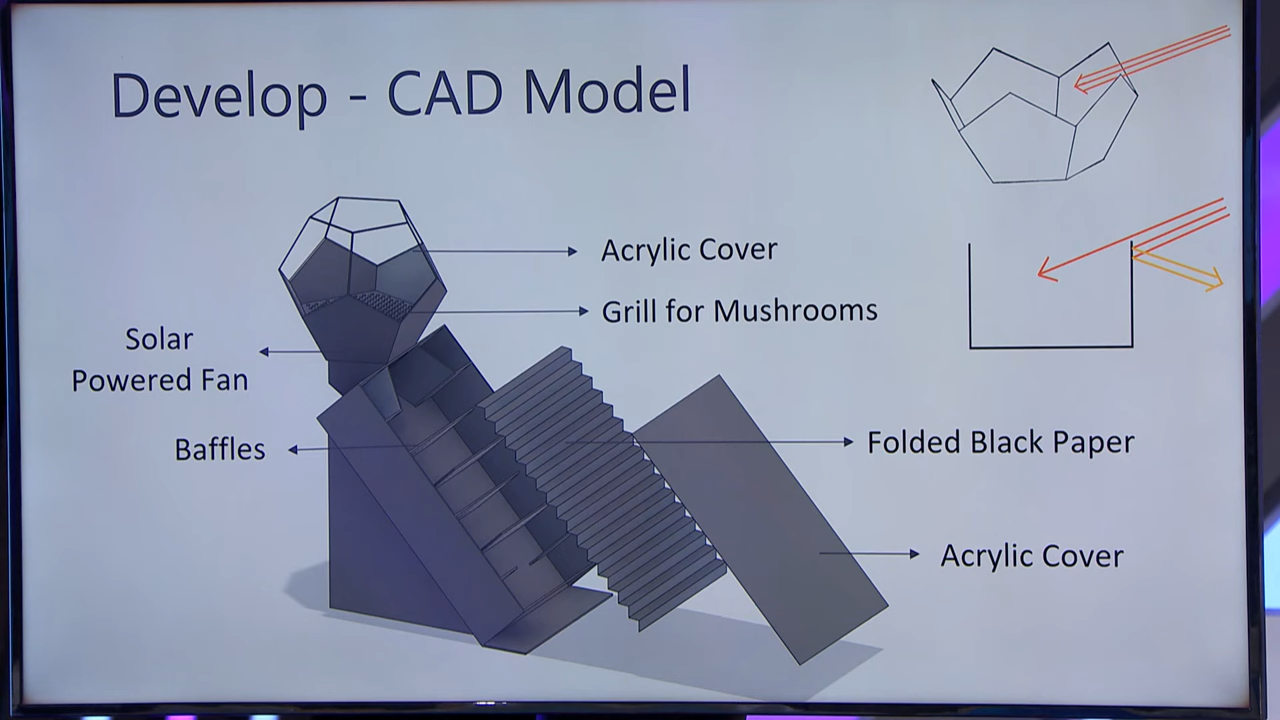 Develop - CAD Model
Acrylic Cover
Grill for Mushrooms
Solar
Powered Fan
Baffles
Folded Black Paper
Acrylic Cover